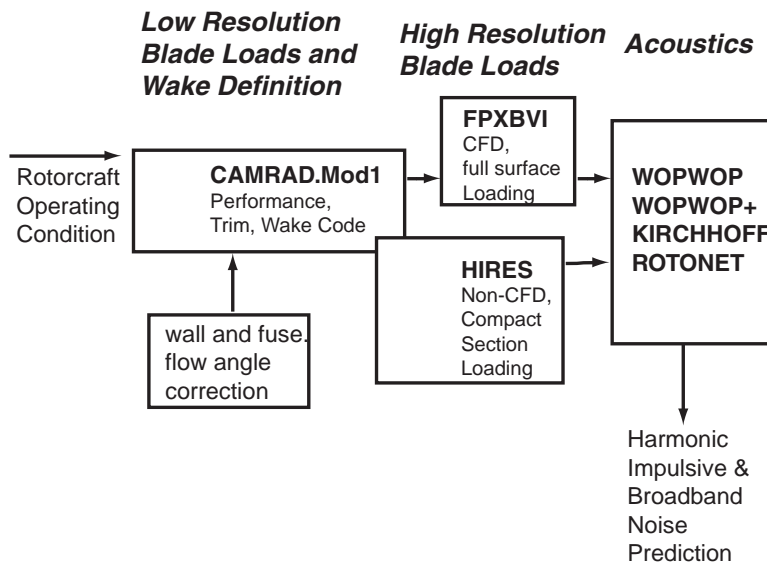 Low Resolution
Blade Loads and
Wake Definition
High Resolution
Blade Loads
Acoustics
Rotorcraft
Operating
Condition
CAMRAD.Mod1
Performance,
Trim, Wake Code
wall and fuse.
flow angle
correction
FPXBVI
CFD,
full surface
Loading
HIRES
Non-CFD,
Compact
Section
Loading
WOPWOP
WOPWOP+
KIRCHHOFF
ROTONET
Harmonic
Impulsive &
Broadband
Noise
Prediction